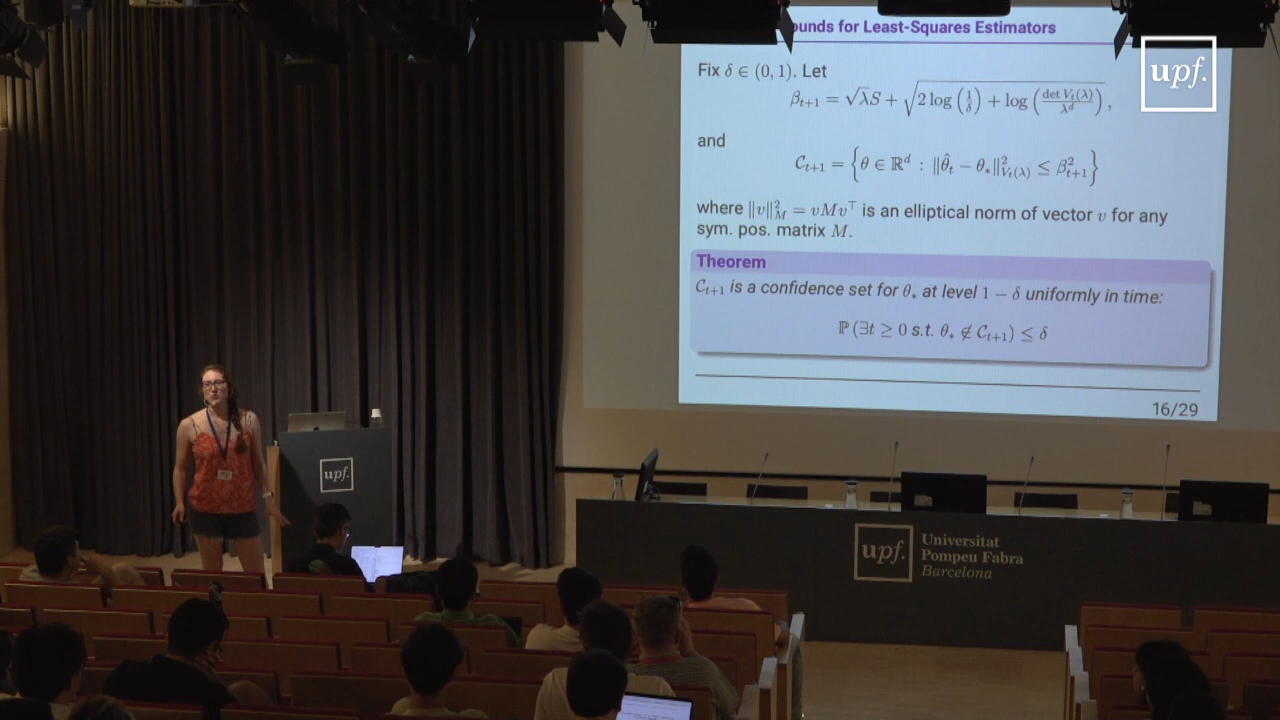 unds for Least-Squares Estimators
Fix δ ∈ (0, 1). Let
β_{t+1} = √λS + √(2 log (1/δ) + log (det V_t(λ)/λ^d)),
and
C_{t+1} = {θ ∈ ℝ^d : ‖θ̂_t − θ_*‖²_{V_t(λ)} ≤ β²_{t+1}}
where ‖v‖²_M = vMv^⊤ is an elliptical norm of vector v for any
sym. pos. matrix M.
Theorem
C_{t+1} is a confidence set for θ_* at level 1 − δ uniformly in time:
ℙ (∃t ≥ 0 s.t. θ_* ∉ C_{t+1}) ≤ δ
16/29
upf.
upf.
upf.
Universitat
Pompeu Fabra
Barcelona